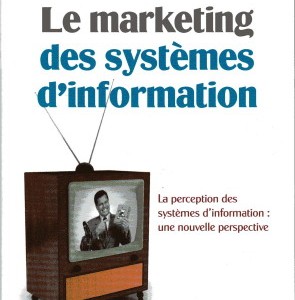 Le marketing
des systèmes
d'information
La perception des
systèmes d'information :
une nouvelle perspective